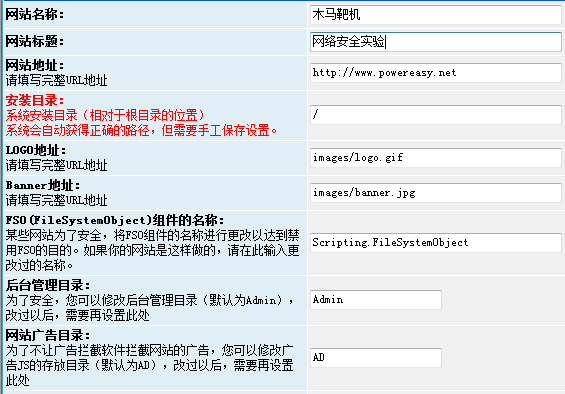 网站名称：
木马靶机
网站标题：
网络安全实验
网站地址：
请填写完整URL地址
http://www.powereasy.net
安装目录：
系统安装目录（相对于根目录的位置）
系统会自动获得正确的路径，但需要手工保存设置。
/
LOGO地址：
请填写完整URL地址
images/logo.gif
Banner地址：
请填写完整URL地址
images/banner.jpg
FSO(FileSystemObject)组件的名称：
某些网站为了安全，将FSO组件的名称进行更改以达到禁
用FSO的目的。如果你的网站是这样做的，请在此输入更
改过的名称。
Scripting.FileSystemObject
后台管理目录：
为了安全，您可以修改后台管理目录（默认为Admin），
改过以后，需要再设置此处
Admin
网站广告目录：
为了不让广告拦截软件拦截网站的广告，您可以修改广
告JS的存放目录（默认为AD），改过以后，需要再设置
此处
AD